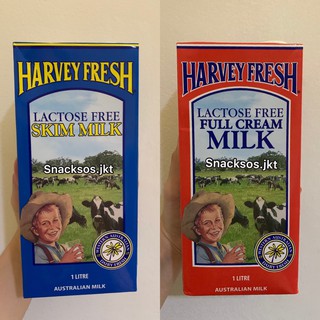 HARVEY FRESH
LACTOSE FREE
SKIM MILK
Snacksos.jkt
1 LITRE
AUSTRALIAN MILK
HARVEY FRESH
LACTOSE FREE
FULL CREAM
MILK
Snacksos.jkt
1 LITRE
AUSTRALIAN MILK